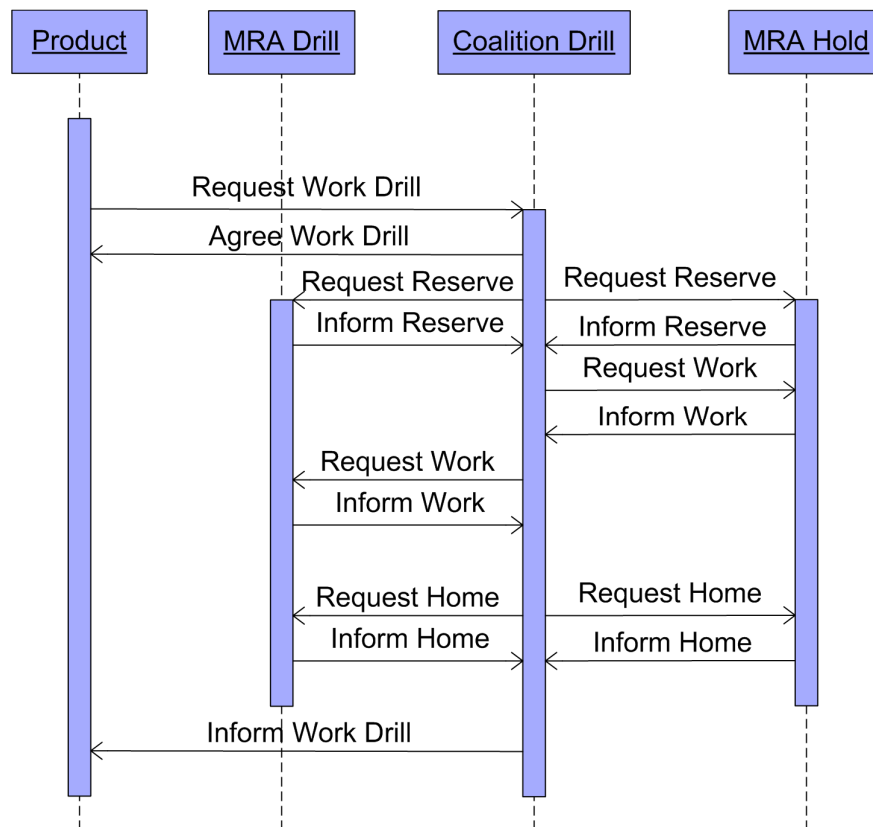 Product
MRA Drill
Coalition Drill
MRA Hold
Request Work Drill
Agree Work Drill
Request Reserve
Request Reserve
Inform Reserve
Inform Reserve
Request Work
Inform Work
Request Work
Inform Work
Request Home
Request Home
Inform Home
Inform Home
Inform Work Drill